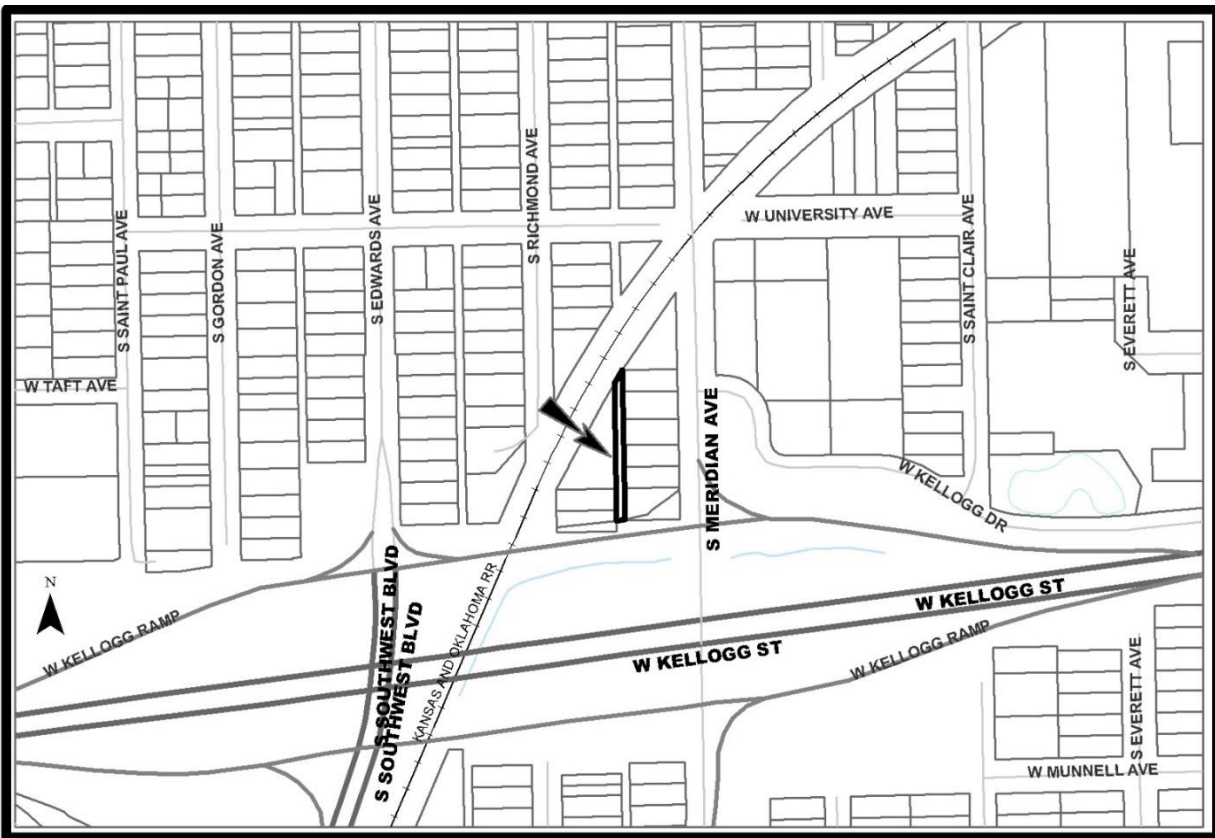 S RICHMOND AVE
W UNIVERSITY AVE
S SAINT PAUL AVE
S GORDON AVE
S EDWARDS AVE
S SAINT CLAIR AVE
S EVERETT AVE
W TAFT AVE
S MERIDIAN AVE
W KELLOGG DR
N
S SOUTHWEST BLVD
S SOUTHWEST BLVD
KANSAS AND OKLAHOMA RR
W KELLOGG ST
W KELLOGG RAMP
W KELLOGG ST
W KELLOGG RAMP
S EVERETT AVE
W MUNNELL AVE